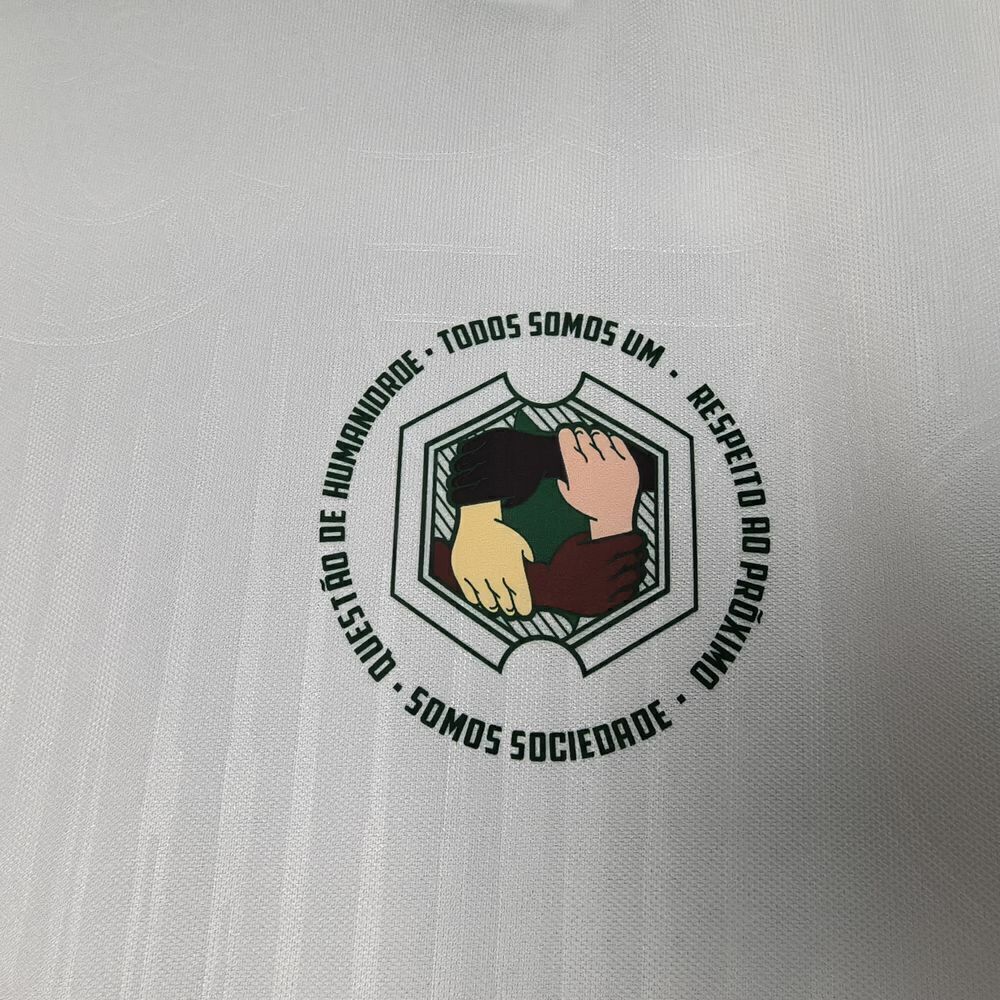 QUESTÃO DE HUMANIDADE · TODOS SOMOS UM · RESPEITO AO PRÓXIMO · SOMOS SOCIEDADE ·